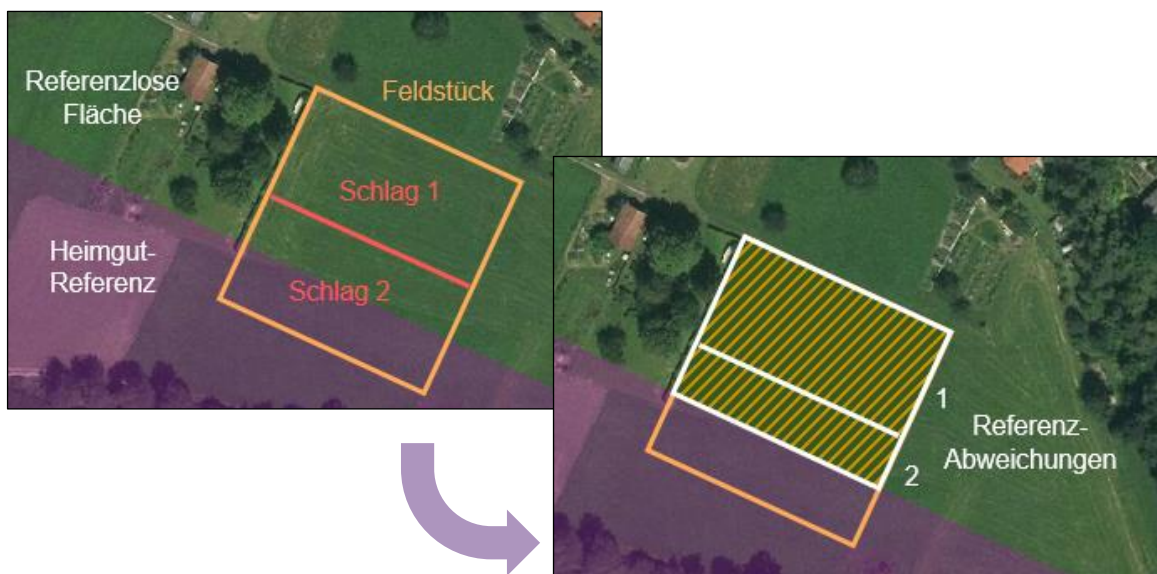 Referenzlose
Fläche
Feldstück
Schlag 1
Heimgut-
Referenz
Schlag 2
1
Referenz-
Abweichungen
2